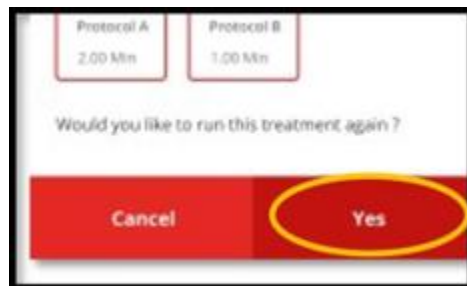 Protocol A Protocol B
2.00 Min 1.00 Min
Would you like to run this treatment again ?
Cancel Yes